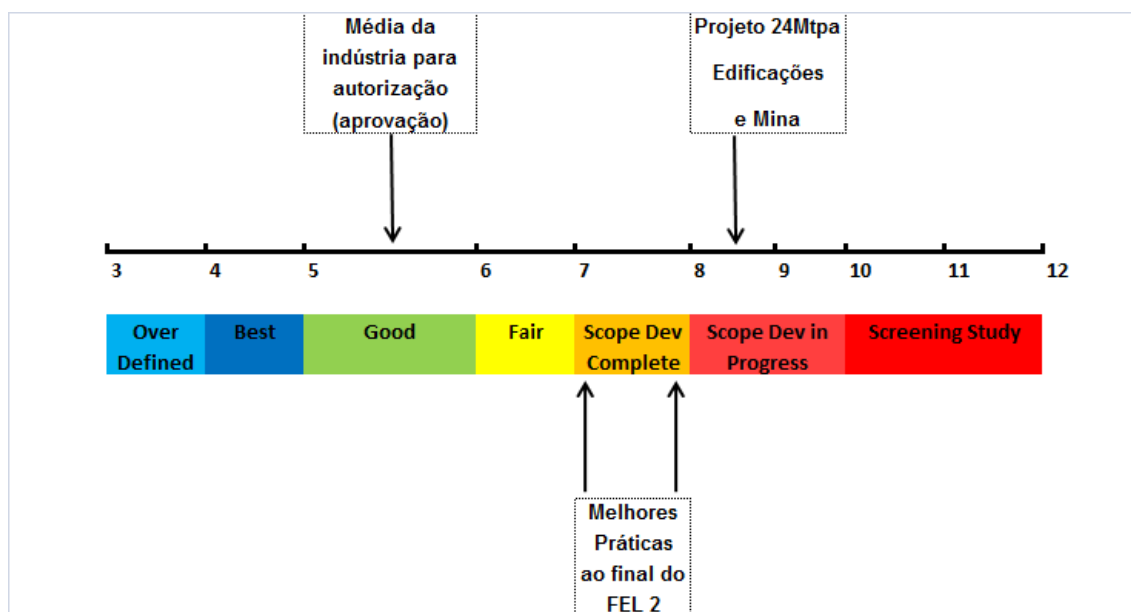 Média da
indústria para
autorização
(aprovação)
Projeto 24Mtpa
Edificações
e Mina
3 4 5 6 7 8 9 10 11 12
Over
Defined
Best
Good
Fair
Scope Dev
Complete
Scope Dev in
Progress
Screening Study
Melhores
Práticas
ao final do
FEL 2